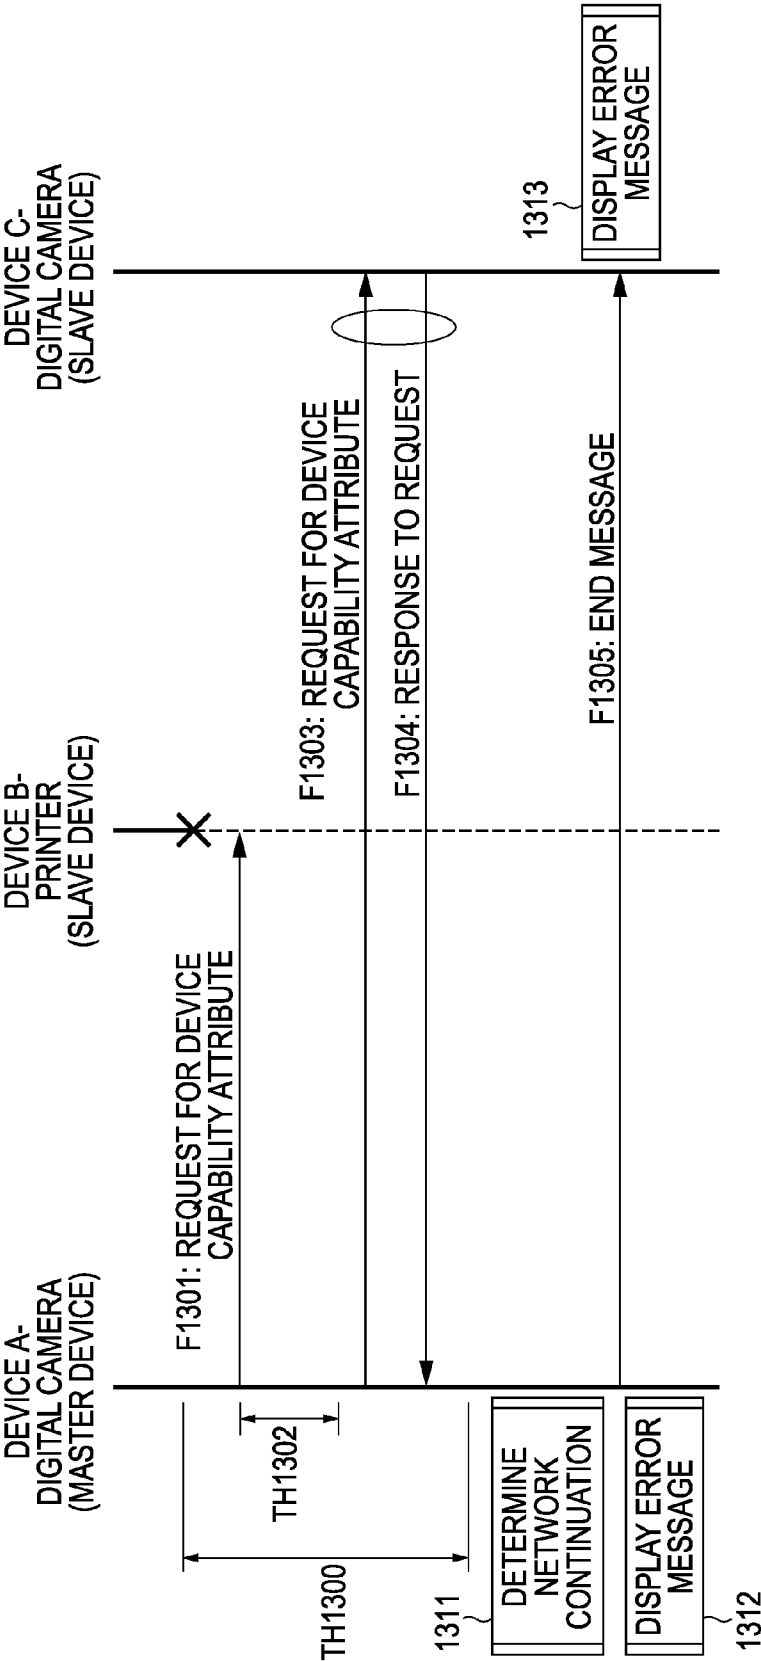 DEVICE A-
DIGITAL CAMERA
(MASTER DEVICE)
DEVICE B-
PRINTER
(SLAVE DEVICE)
DEVICE C-
DIGITAL CAMERA
(SLAVE DEVICE)
F1301: REQUEST FOR DEVICE
CAPABILITY ATTRIBUTE
TH1302
TH1300
F1303: REQUEST FOR DEVICE
CAPABILITY ATTRIBUTE
F1304: RESPONSE TO REQUEST
1311
DETERMINE
NETWORK
CONTINUATION
F1305: END MESSAGE
1313
DISPLAY ERROR
MESSAGE
DISPLAY ERROR
MESSAGE
1312